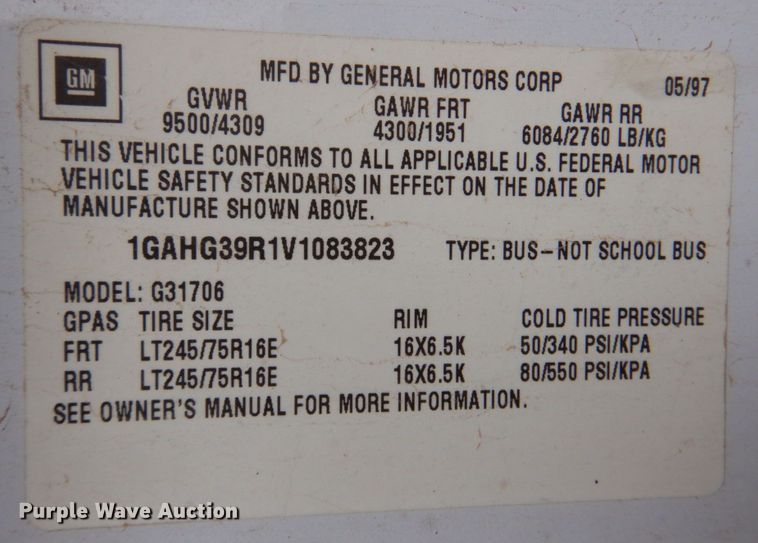 GM
MFD BY GENERAL MOTORS CORP 05/97
GVWR GAWR FRT GAWR RR
9500/4309 4300/1951 6084/2760 LB/KG
THIS VEHICLE CONFORMS TO ALL APPLICABLE U.S. FEDERAL MOTOR
VEHICLE SAFETY STANDARDS IN EFFECT ON THE DATE OF
MANUFACTURE SHOWN ABOVE.
1GAHG39R1V1083823 TYPE: BUS-NOT SCHOOL BUS
MODEL: G31706
GPAS TIRE SIZE RIM COLD TIRE PRESSURE
FRT LT245/75R16E 16X6.5K 50/340 PSI/KPA
RR LT245/75R16E 16X6.5K 80/550 PSI/KPA
SEE OWNER'S MANUAL FOR MORE INFORMATION.
Purple Wave Auction